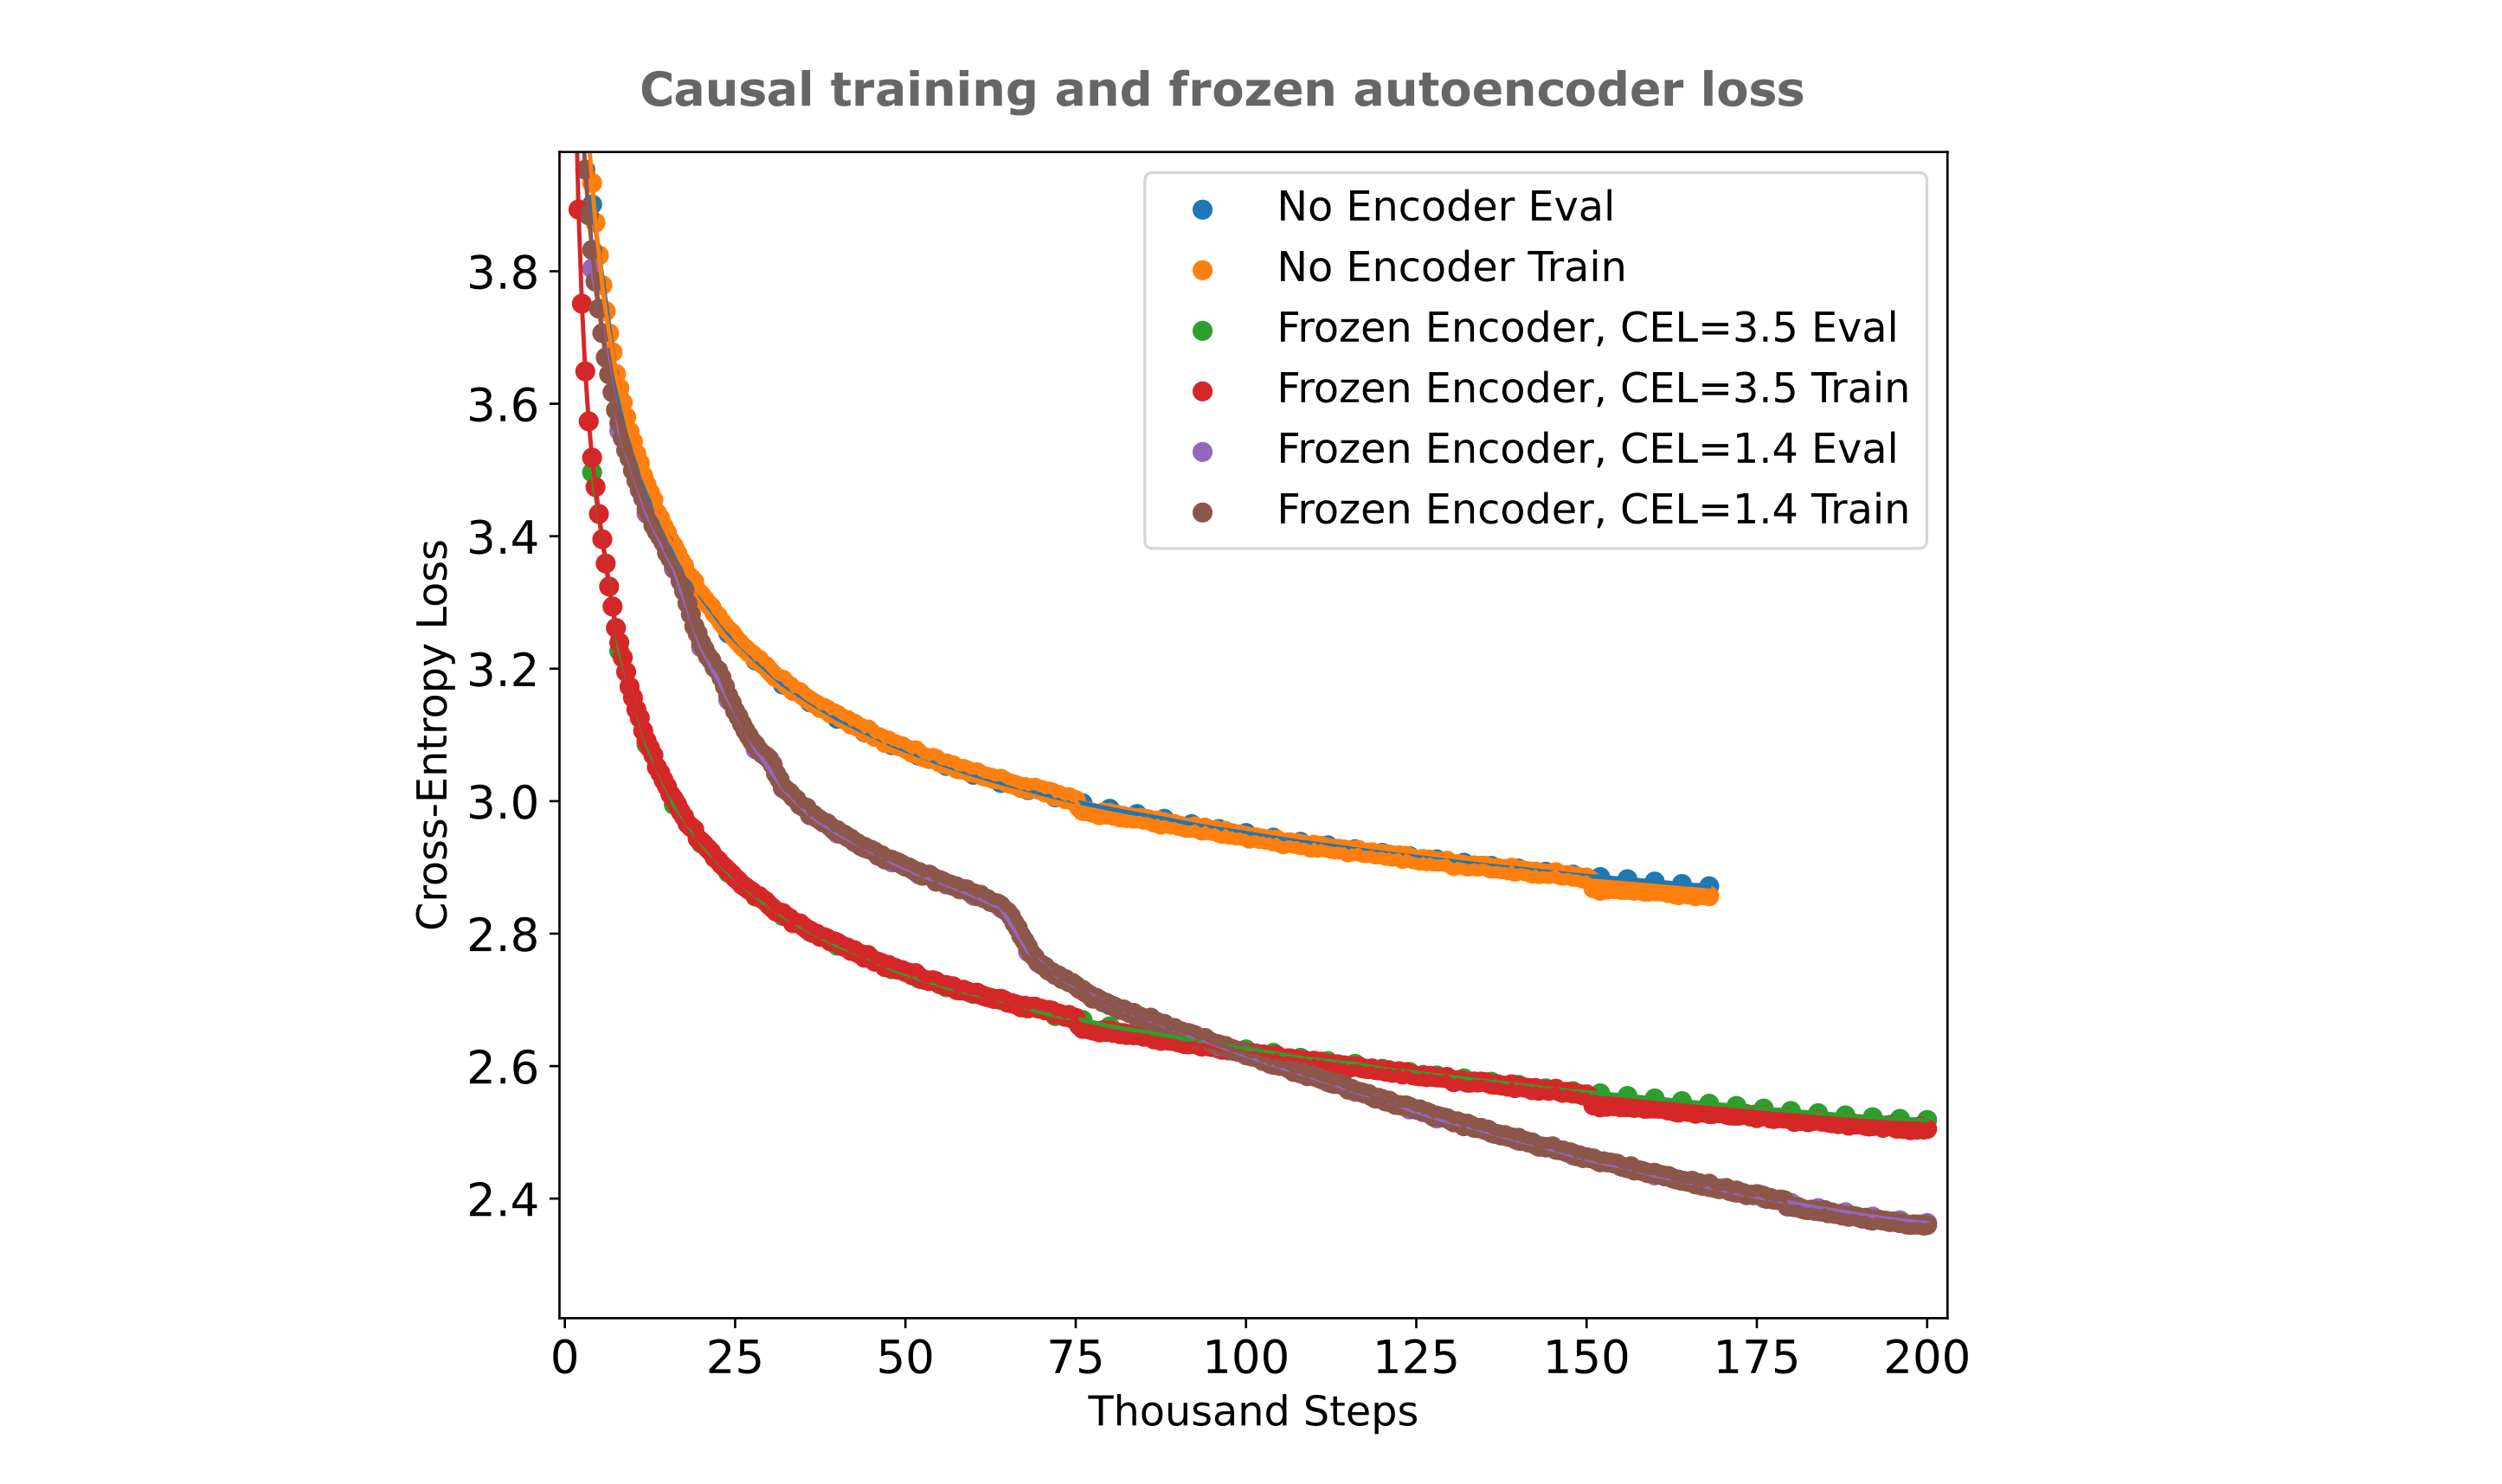 Causal training and frozen autoencoder loss
No Encoder Eval
No Encoder Train
Frozen Encoder, CEL=3.5 Eval
Frozen Encoder, CEL=3.5 Train
Frozen Encoder, CEL=1.4 Eval
Frozen Encoder, CEL=1.4 Train
Cross-Entropy Loss
3.8
3.6
3.4
3.2
3.0
2.8
2.6
2.4
0 25 50 75 100 125 150 175 200
Thousand Steps